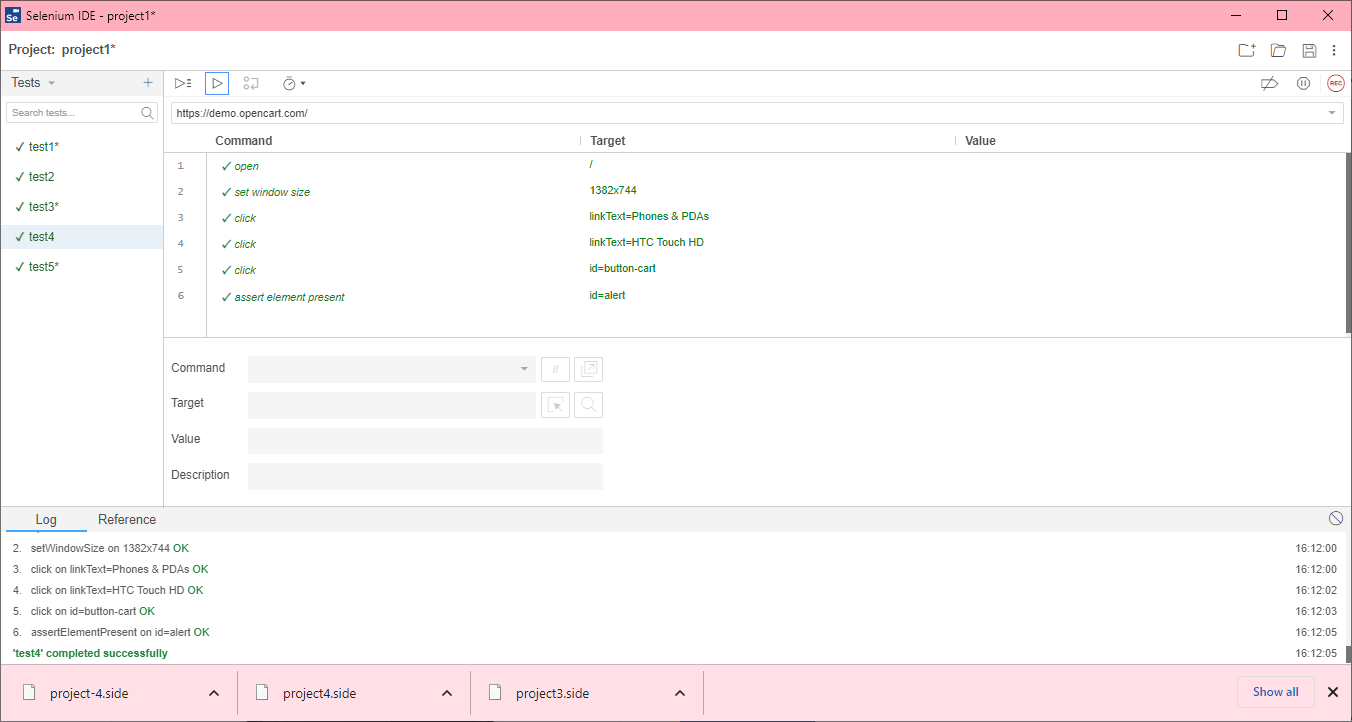 Se Selenium IDE - project1*
Project: project1*
Tests
Search tests...
✓ test1*
✓ test2
✓ test3*
✓ test4
✓ test5*
REC
https://demo.opencart.com/
Command Target Value
1 ✓ open /
2 ✓ set window size 1382x744
3 ✓ click linkText=Phones & PDAs
4 ✓ click linkText=HTC Touch HD
5 ✓ click id=button-cart
6 ✓ assert element present id=alert
Command //
Target
Value
Description
Log Reference
2. setWindowSize on 1382x744 OK 16:12:00
3. click on linkText=Phones & PDAs OK 16:12:00
4. click on linkText=HTC Touch HD OK 16:12:02
5. click on id=button-cart OK 16:12:03
6. assertElementPresent on id=alert OK 16:12:05
'test4' completed successfully 16:12:05
project-4.side project4.side project3.side Show all